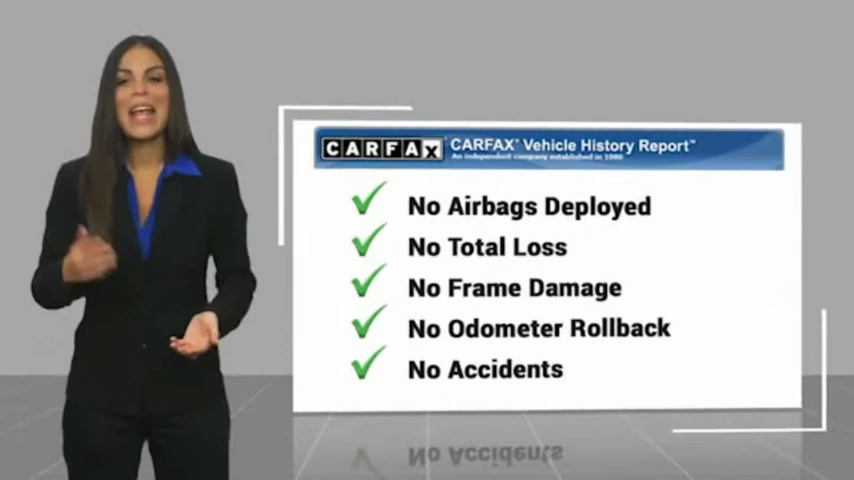 CARFAX CARFAX™ Vehicle History Report™
An independent company established in 1986
No Airbags Deployed
No Total Loss
No Frame Damage
No Odometer Rollback
No Accidents
No Accidents